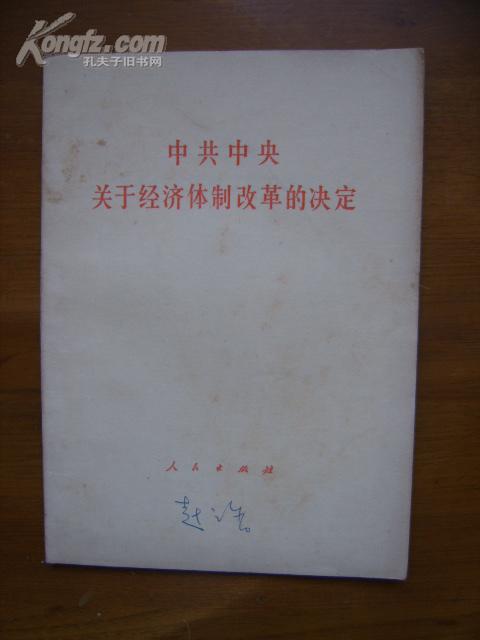 Kongfz.com
孔夫子旧书网
中共中央
关于经济体制改革的决定
人民出版社